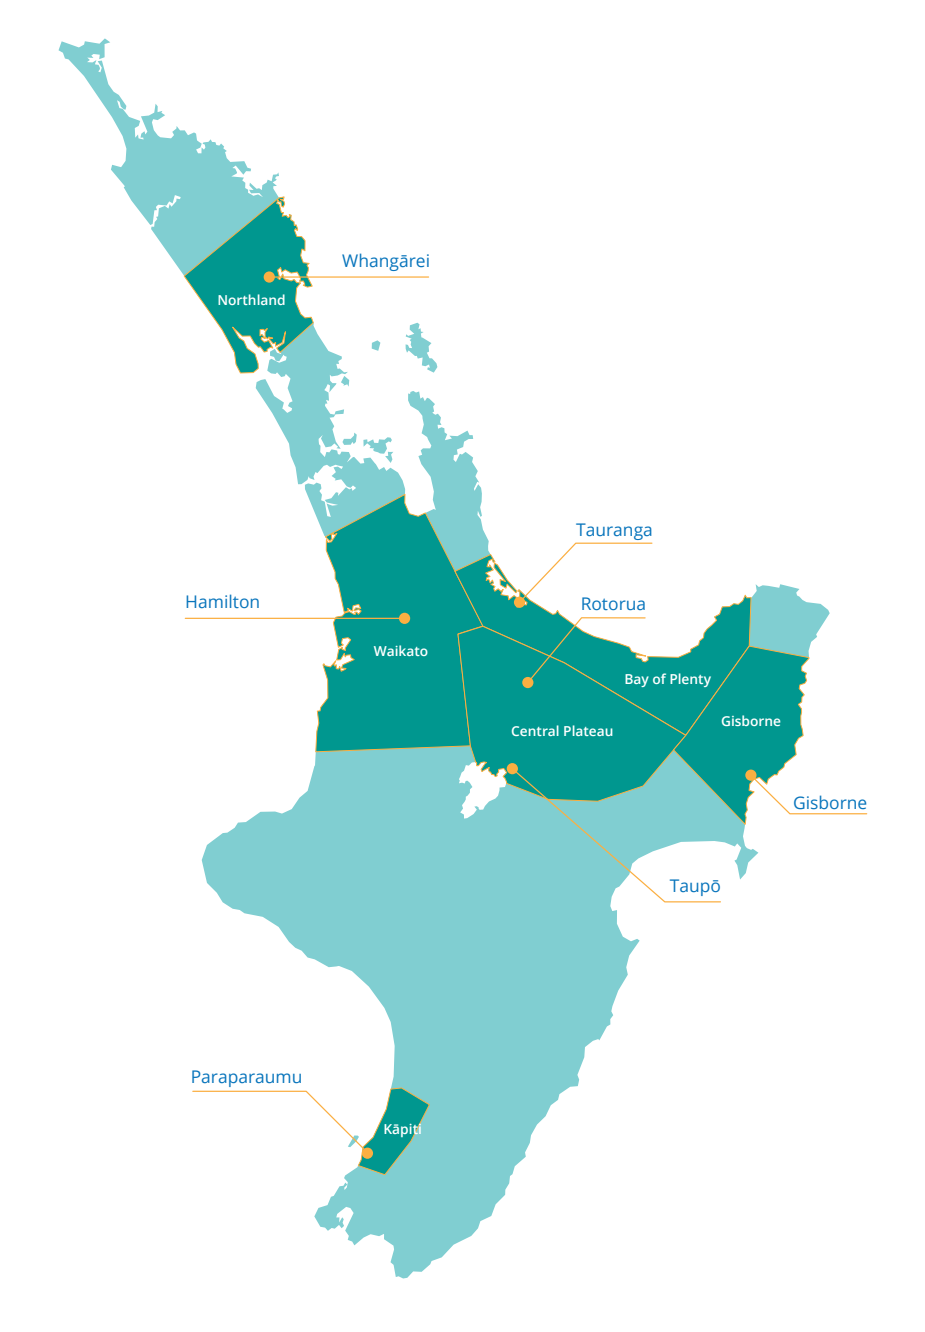 Whangārei
Northland
Tauranga
Hamilton
Rotorua
Waikato
Bay of Plenty
Gisborne
Central Plateau
Gisborne
Taupō
Paraparaumu
Kāpiti